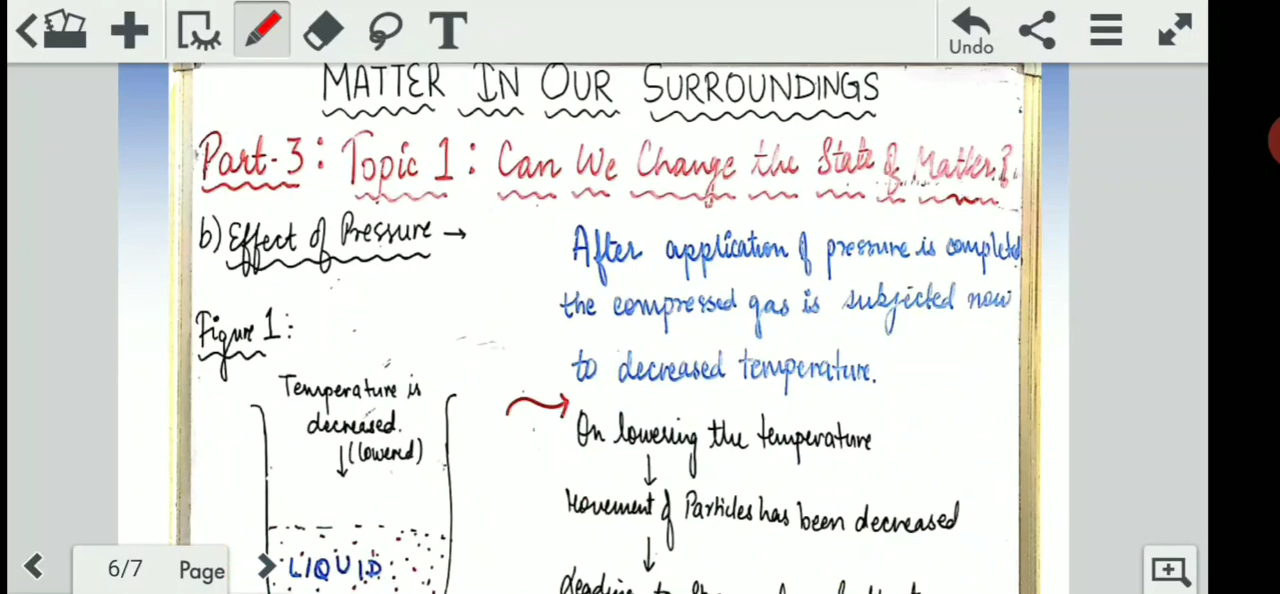 Undo
MATTER IN OUR SURROUNDINGS
Part-3: Topic 1: Can We Change the State of Matter?
b) Effect of Pressure →
After application of pressure is completed
the compressed gas is subjected now
to decreased temperature.
Figure 1:
Temperature is
decreased.
↓(lowered)
On lowering the temperature
↓
Movement of Particles has been decreased
↓
LIQUID
Leading to
6/7 Page